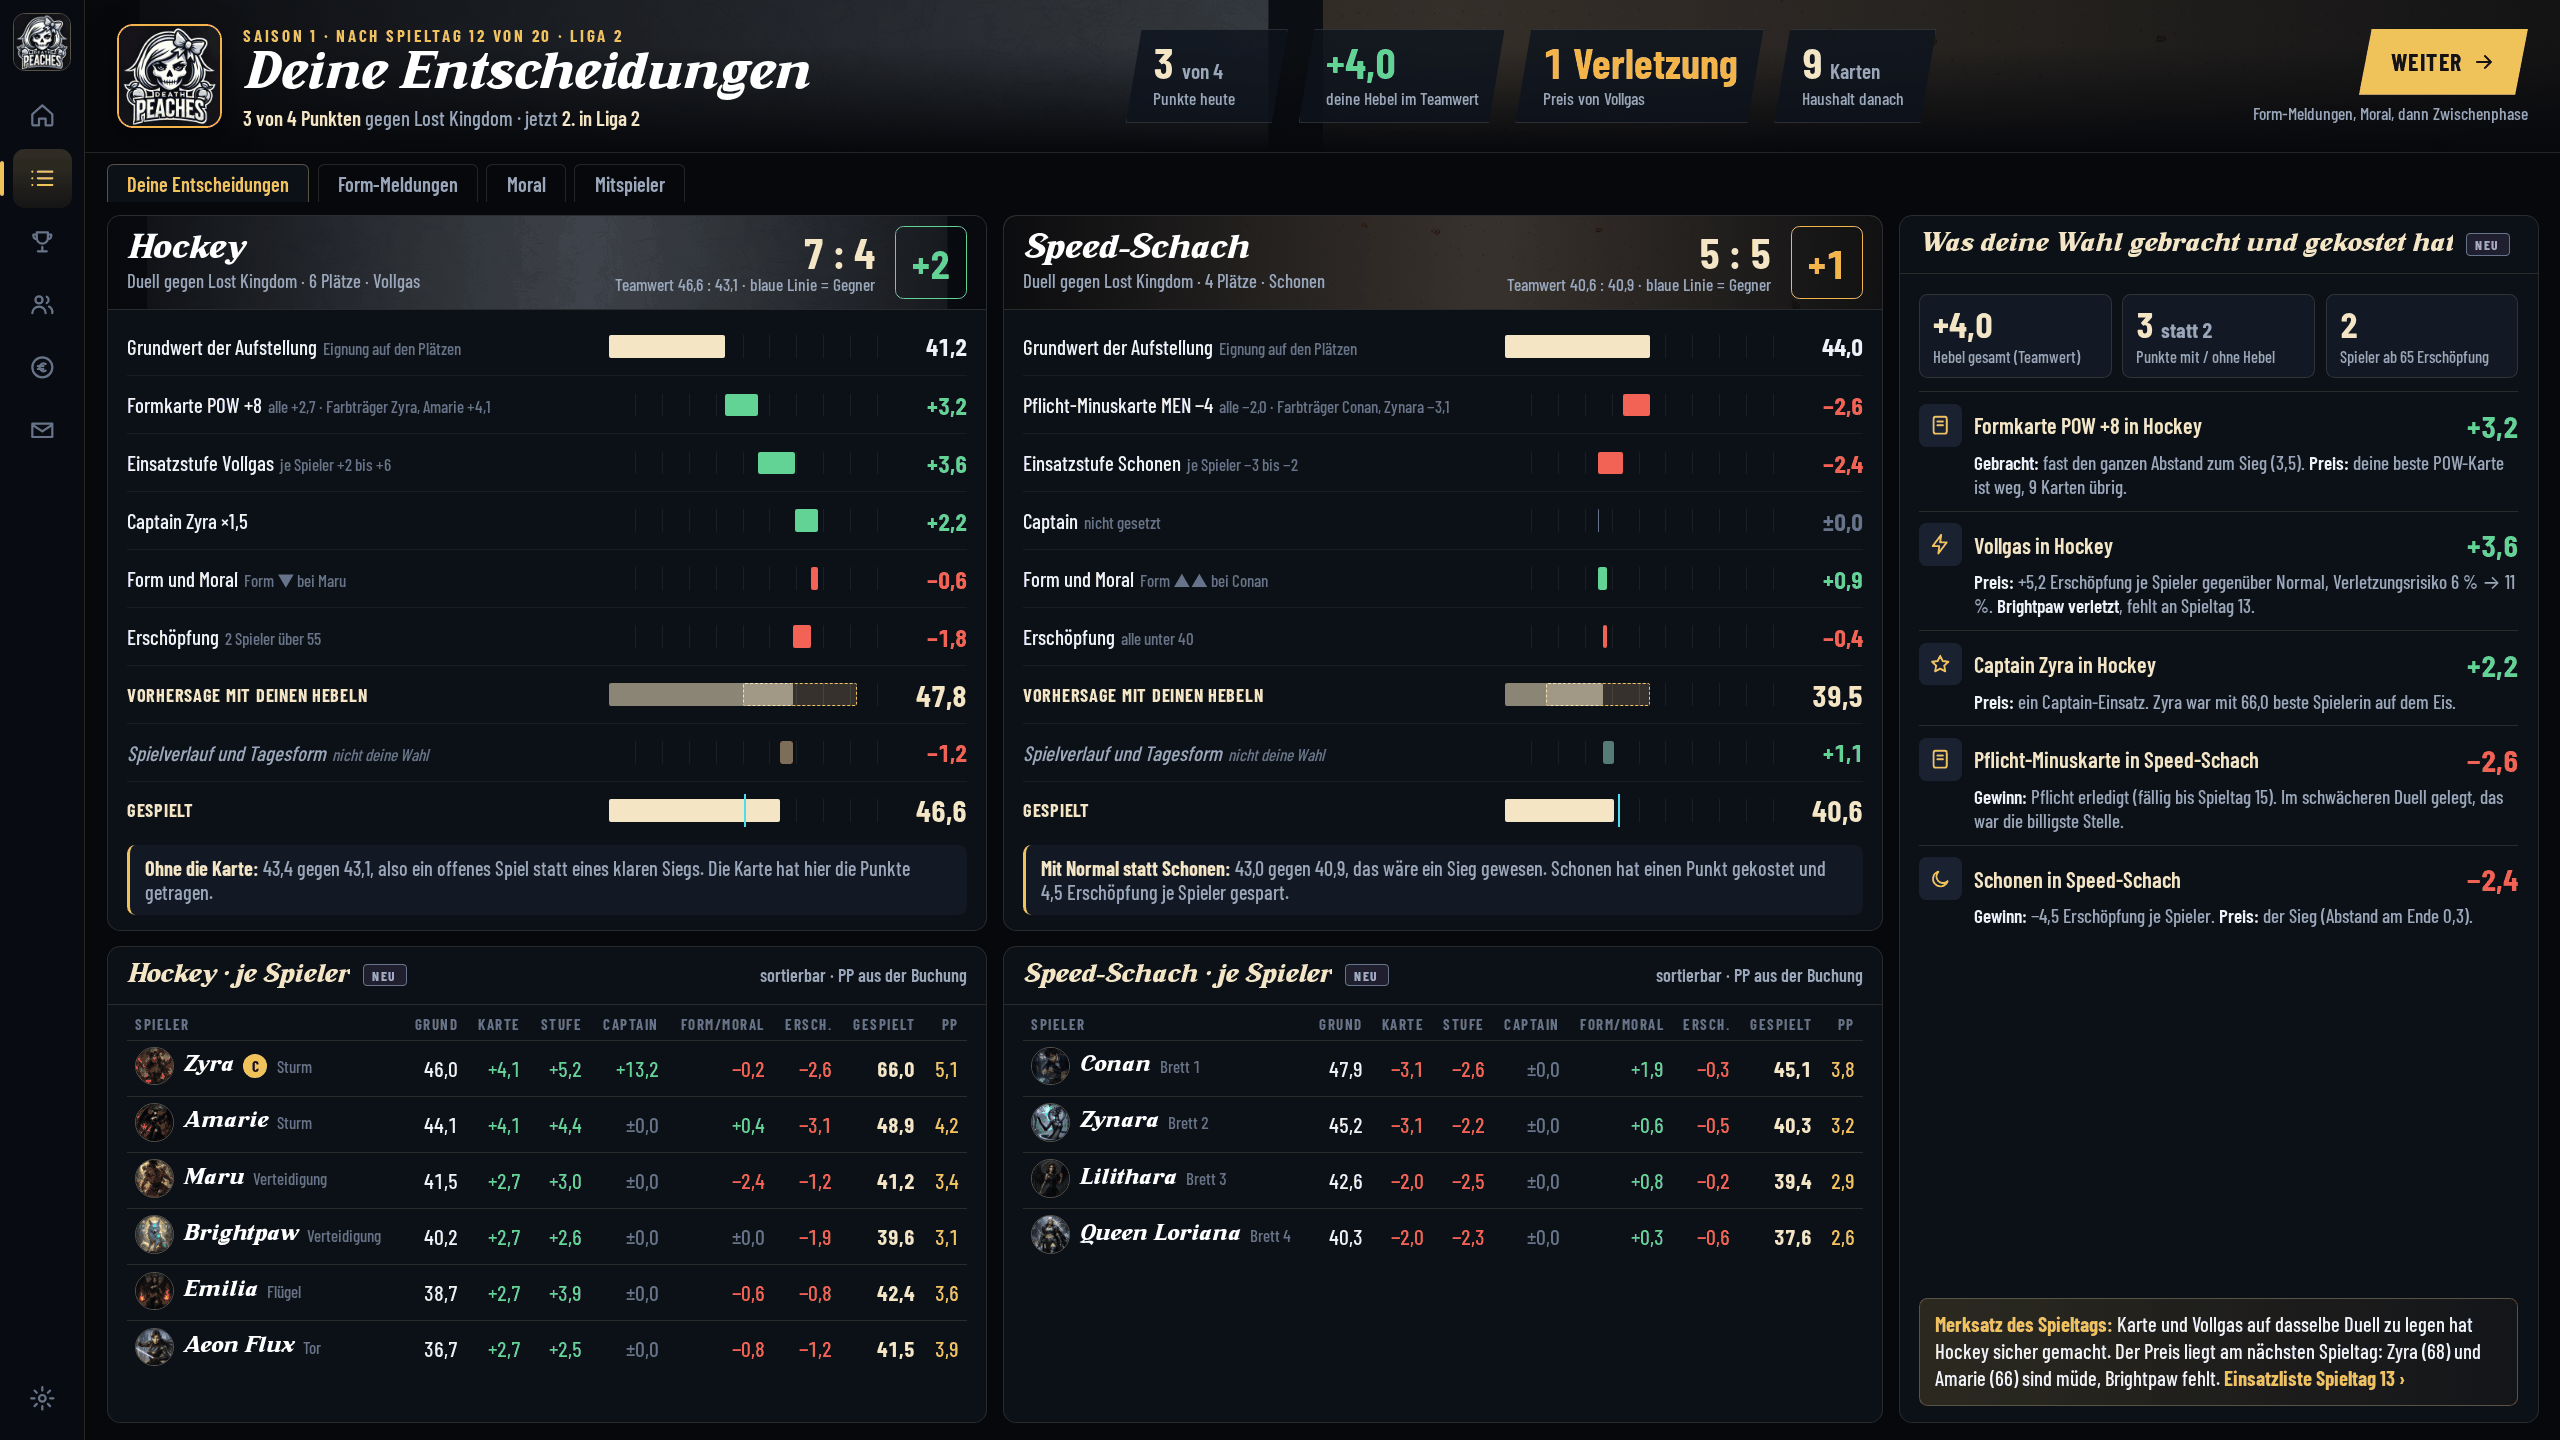 DEATH
PEACHES
SAISON 1 · NACH SPIELTAG 12 VON 20 · LIGA 2
Deine Entscheidungen
3 von 4 Punkten gegen Lost Kingdom · jetzt 2. in Liga 2
3 von 4
Punkte heute
+4,0
deine Hebel im Teamwert
1 Verletzung
Preis von Vollgas
9 Karten
Haushalt danach
WEITER →
Form-Meldungen, Moral, dann Zwischenphase
Deine Entscheidungen
Form-Meldungen
Moral
Mitspieler
Hockey
Duell gegen Lost Kingdom · 6 Plätze · Vollgas
7 : 4
Teamwert 46,6 : 43,1 · blaue Linie = Gegner
+2
Grundwert der Aufstellung Eignung auf den Plätzen 41,2
Formkarte POW +8 alle +2,7 · Farbträger Zyra, Amarie +4,1 +3,2
Einsatzstufe Vollgas je Spieler +2 bis +6 +3,6
Captain Zyra ×1,5 +2,2
Form und Moral Form ▼ bei Maru −0,6
Erschöpfung 2 Spieler über 55 −1,8
VORHERSAGE MIT DEINEN HEBELN 47,8
Spielverlauf und Tagesform nicht deine Wahl −1,2
GESPIELT 46,6
Ohne die Karte: 43,4 gegen 43,1, also ein offenes Spiel statt eines klaren Siegs. Die Karte hat hier die Punkte
getragen.
Speed-Schach
Duell gegen Lost Kingdom · 4 Plätze · Schonen
5 : 5
Teamwert 40,6 : 40,9 · blaue Linie = Gegner
+1
Grundwert der Aufstellung Eignung auf den Plätzen 44,0
Pflicht-Minuskarte MEN −4 alle −2,0 · Farbträger Conan, Zynara −3,1 −2,6
Einsatzstufe Schonen je Spieler −3 bis −2 −2,4
Captain nicht gesetzt ±0,0
Form und Moral Form ▲▲ bei Conan +0,9
Erschöpfung alle unter 40 −0,4
VORHERSAGE MIT DEINEN HEBELN 39,5
Spielverlauf und Tagesform nicht deine Wahl +1,1
GESPIELT 40,6
Mit Normal statt Schonen: 43,0 gegen 40,9, das wäre ein Sieg gewesen. Schonen hat einen Punkt gekostet und
4,5 Erschöpfung je Spieler gespart.
Was deine Wahl gebracht und gekostet hat NEU
+4,0
Hebel gesamt (Teamwert)
3 statt 2
Punkte mit / ohne Hebel
2
Spieler ab 65 Erschöpfung
Formkarte POW +8 in Hockey +3,2
Gebracht: fast den ganzen Abstand zum Sieg (3,5). Preis: deine beste POW-Karte
ist weg, 9 Karten übrig.
Vollgas in Hockey +3,6
Preis: +5,2 Erschöpfung je Spieler gegenüber Normal, Verletzungsrisiko 6 % → 11
%. Brightpaw verletzt, fehlt an Spieltag 13.
Captain Zyra in Hockey +2,2
Preis: ein Captain-Einsatz. Zyra war mit 66,0 beste Spielerin auf dem Eis.
Pflicht-Minuskarte in Speed-Schach −2,6
Gewinn: Pflicht erledigt (fällig bis Spieltag 15). Im schwächeren Duell gelegt, das
war die billigste Stelle.
Schonen in Speed-Schach −2,4
Gewinn: −4,5 Erschöpfung je Spieler. Preis: der Sieg (Abstand am Ende 0,3).
Merksatz des Spieltags: Karte und Vollgas auf dasselbe Duell zu legen hat
Hockey sicher gemacht. Der Preis liegt am nächsten Spieltag: Zyra (68) und
Amarie (66) sind müde, Brightpaw fehlt. Einsatzliste Spieltag 13 ›
Hockey · je Spieler NEU sortierbar · PP aus der Buchung
SPIELER GRUND KARTE STUFE CAPTAIN FORM/MORAL ERSCH. GESPIELT PP
Zyra C Sturm 46,0 +4,1 +5,2 +13,2 −0,2 −2,6 66,0 5,1
Amarie Sturm 44,1 +4,1 +4,4 ±0,0 +0,4 −3,1 48,9 4,2
Maru Verteidigung 41,5 +2,7 +3,0 ±0,0 −2,4 −1,2 41,2 3,4
Brightpaw Verteidigung 40,2 +2,7 +2,6 ±0,0 ±0,0 −1,9 39,6 3,1
Emilia Flügel 38,7 +2,7 +3,9 ±0,0 −0,6 −0,8 42,4 3,6
Aeon Flux Tor 36,7 +2,7 +2,5 ±0,0 −0,8 −1,2 41,5 3,9
Speed-Schach · je Spieler NEU sortierbar · PP aus der Buchung
SPIELER GRUND KARTE STUFE CAPTAIN FORM/MORAL ERSCH. GESPIELT PP
Conan Brett 1 47,9 −3,1 −2,6 ±0,0 +1,9 −0,3 45,1 3,8
Zynara Brett 2 45,2 −3,1 −2,2 ±0,0 +0,6 −0,5 40,3 3,2
Lilithara Brett 3 42,6 −2,0 −2,5 ±0,0 +0,8 −0,2 39,4 2,9
Queen Loriana Brett 4 40,3 −2,0 −2,3 ±0,0 +0,3 −0,6 37,6 2,6